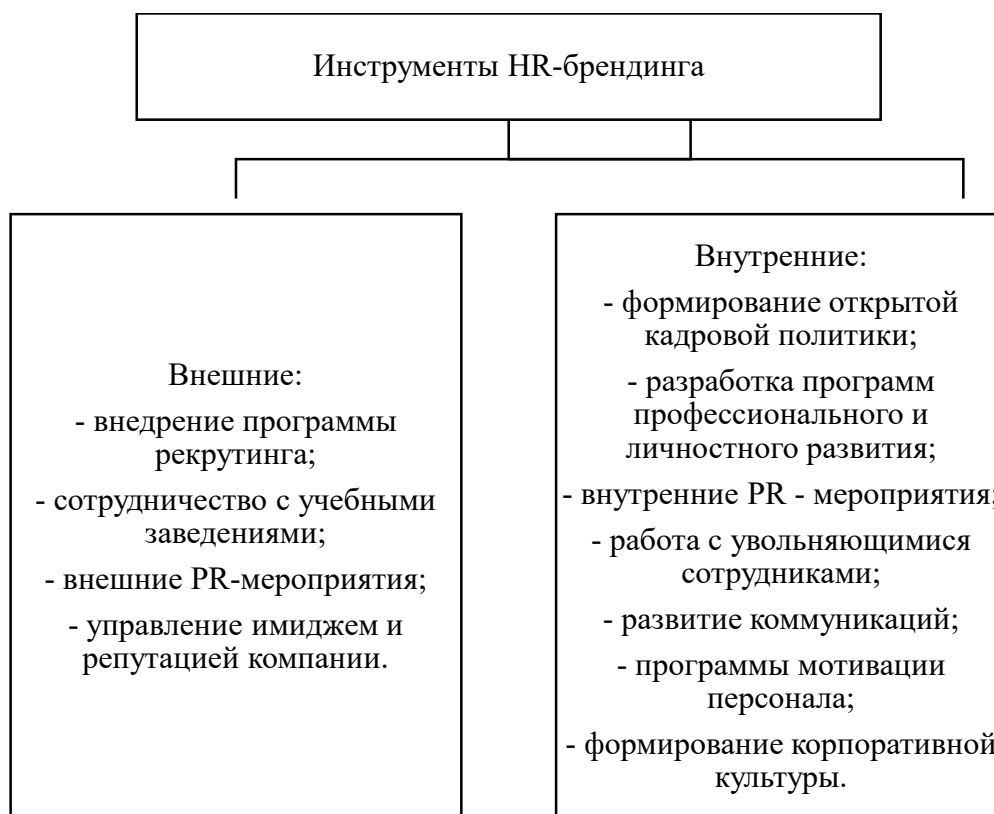 Инструменты HR-брендинга
Внешние:
- внедрение программы
рекрутинга;
- сотрудничество с учебными
заведениями;
- внешние PR-мероприятия;
- управление имиджем и
репутацией компании.
Внутренние:
- формирование открытой
кадровой политики;
- разработка программ
профессионального и
личностного развития;
- внутренние PR - мероприятия;
- работа с увольняющимися
сотрудниками;
- развитие коммуникаций;
- программы мотивации
персонала;
- формирование корпоративной
культуры.